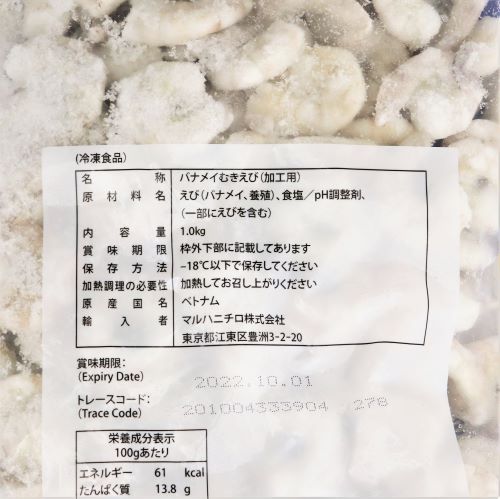 (冷凍食品)
名称 バナメイむきえび(加工用)
原材料名 えび(バナメイ、養殖)、食塩/pH調整剤、
(一部にえびを含む)
内容量 1.0kg
賞味期限 枠外下部に記載してあります
保存方法 −18℃以下で保存してください
加熱調理の必要性 加熱してお召し上がりください
原産国名 ベトナム
輸入者 マルハニチロ株式会社
東京都江東区豊洲3-2-20
賞味期限:
(Expiry Date) 2022.10.01
トレースコード:
(Trace Code) 201004333904 278
栄養成分表示
100gあたり
エネルギー 61 kcal
たんぱく質 13.8 g